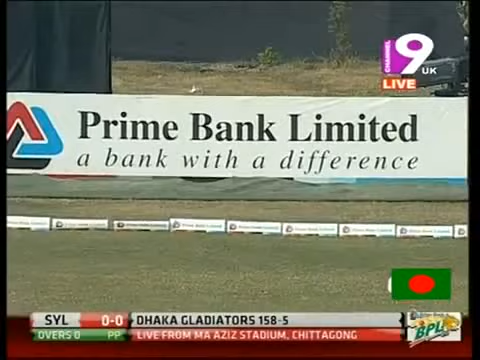 CHANNEL 9 UK
LIVE
Prime Bank Limited
a bank with a difference
SYL 0-0 DHAKA GLADIATORS 158-5
OVERS 0 PP LIVE FROM MA AZIZ STADIUM, CHITTAGONG
BPL